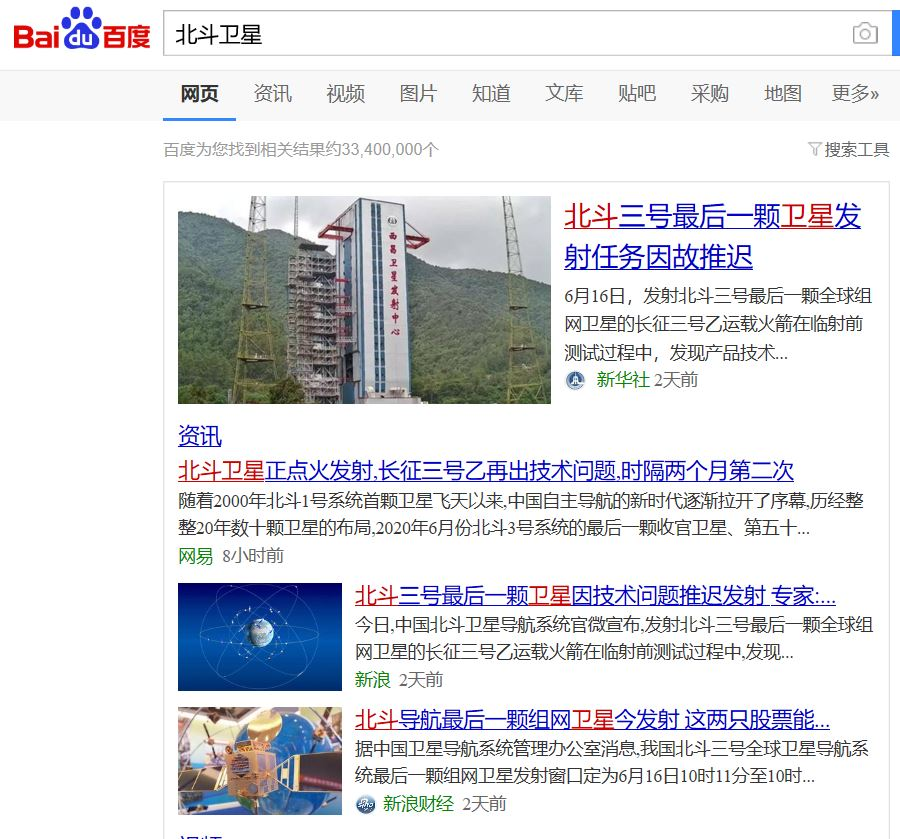 Bai du 百度
北斗卫星
网页 资讯 视频 图片 知道 文库 贴吧 采购 地图 更多»
百度为您找到相关结果约33,400,000个
搜索工具
西昌卫星发射中心
北斗三号最后一颗卫星发
射任务因故推迟
6月16日，发射北斗三号最后一颗全球组
网卫星的长征三号乙运载火箭在临射前
测试过程中，发现产品技术...
新华社 2天前
资讯
北斗卫星正点火发射,长征三号乙再出技术问题,时隔两个月第二次
随着2000年北斗1号系统首颗卫星飞天以来,中国自主导航的新时代逐渐拉开了序幕,历经整
整20年数十颗卫星的布局,2020年6月份北斗3号系统的最后一颗收官卫星、第五十...
网易 8小时前
北斗三号最后一颗卫星因技术问题推迟发射 专家:...
今日,中国北斗卫星导航系统官微宣布,发射北斗三号最后一颗全球组
网卫星的长征三号乙运载火箭在临射前测试过程中,发现...
新浪 2天前
北斗导航最后一颗组网卫星今发射 这两只股票能...
据中国卫星导航系统管理办公室消息,我国北斗三号全球卫星导航系
统最后一颗组网卫星发射窗口定为6月16日10时11分至10时...
新浪财经 2天前
视频